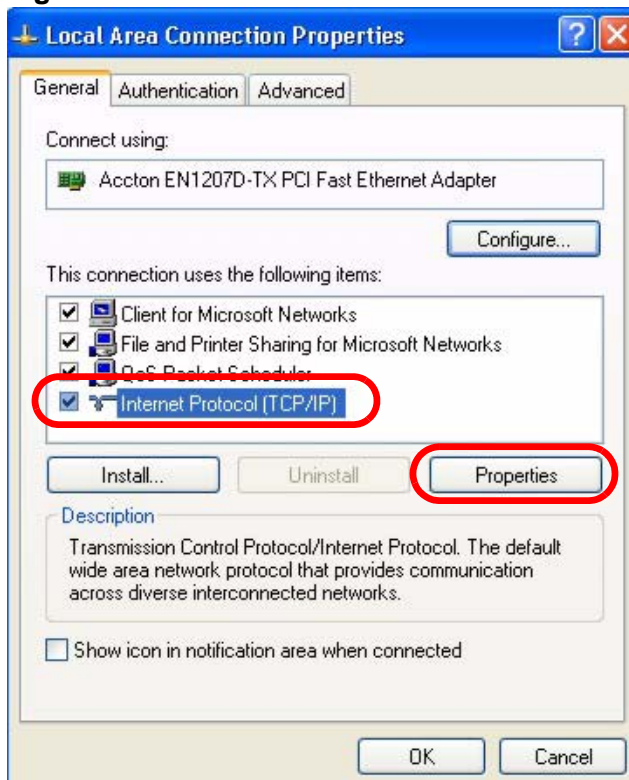 Local Area Connection Properties
General Authentication Advanced
Connect using:
Accton EN1207D-TX PCI Fast Ethernet Adapter
Configure...
This connection uses the following items:
Client for Microsoft Networks
File and Printer Sharing for Microsoft Networks
QoS Packet Scheduler
Internet Protocol (TCP/IP)
Install... Uninstall Properties
Description
Transmission Control Protocol/Internet Protocol. The default
wide area network protocol that provides communication
across diverse interconnected networks.
Show icon in notification area when connected
OK Cancel